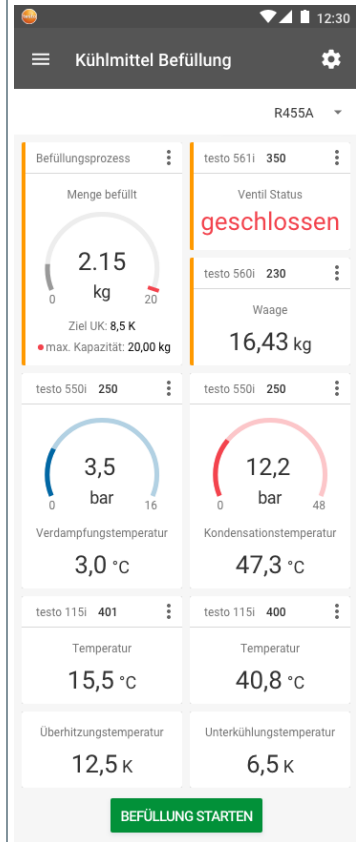 12:30
Kühlmittel Befüllung
R455A
Befüllungsprozess
Menge befüllt
2.15
kg
0
20
Ziel UK: 8,5 K
max. Kapazität: 20,00 kg
testo 561i 350
Ventil Status
geschlossen
testo 560i 230
Waage
16,43 kg
testo 550i 250
3,5
bar
0
16
Verdampfungstemperatur
3,0 °C
testo 550i 250
12,2
bar
0
48
Kondensationstemperatur
47,3 °C
testo 115i 401
Temperatur
15,5 °C
testo 115i 400
Temperatur
40,8 °C
Überhitzungstemperatur
12,5 K
Unterkühlungstemperatur
6,5 K
BEFÜLLUNG STARTEN